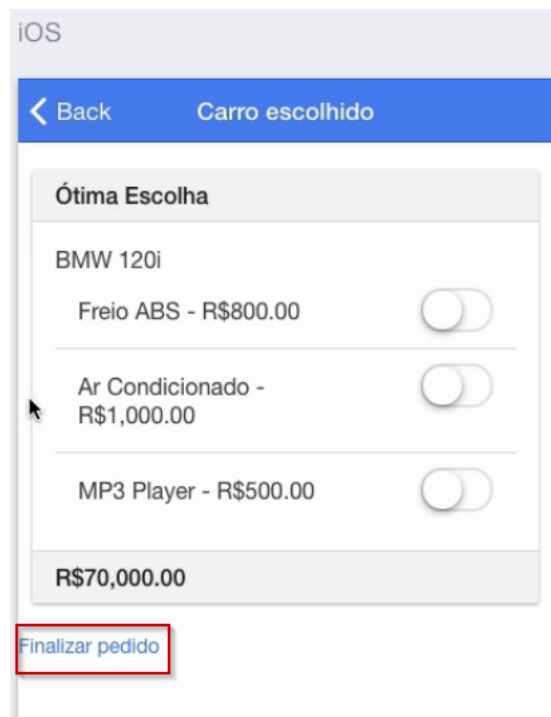 iOS
Back
Carro escolhido
Ótima Escolha
BMW 120i
Freio ABS - R$800.00
Ar Condicionado -
R$1,000.00
MP3 Player - R$500.00
R$70,000.00
Finalizar pedido